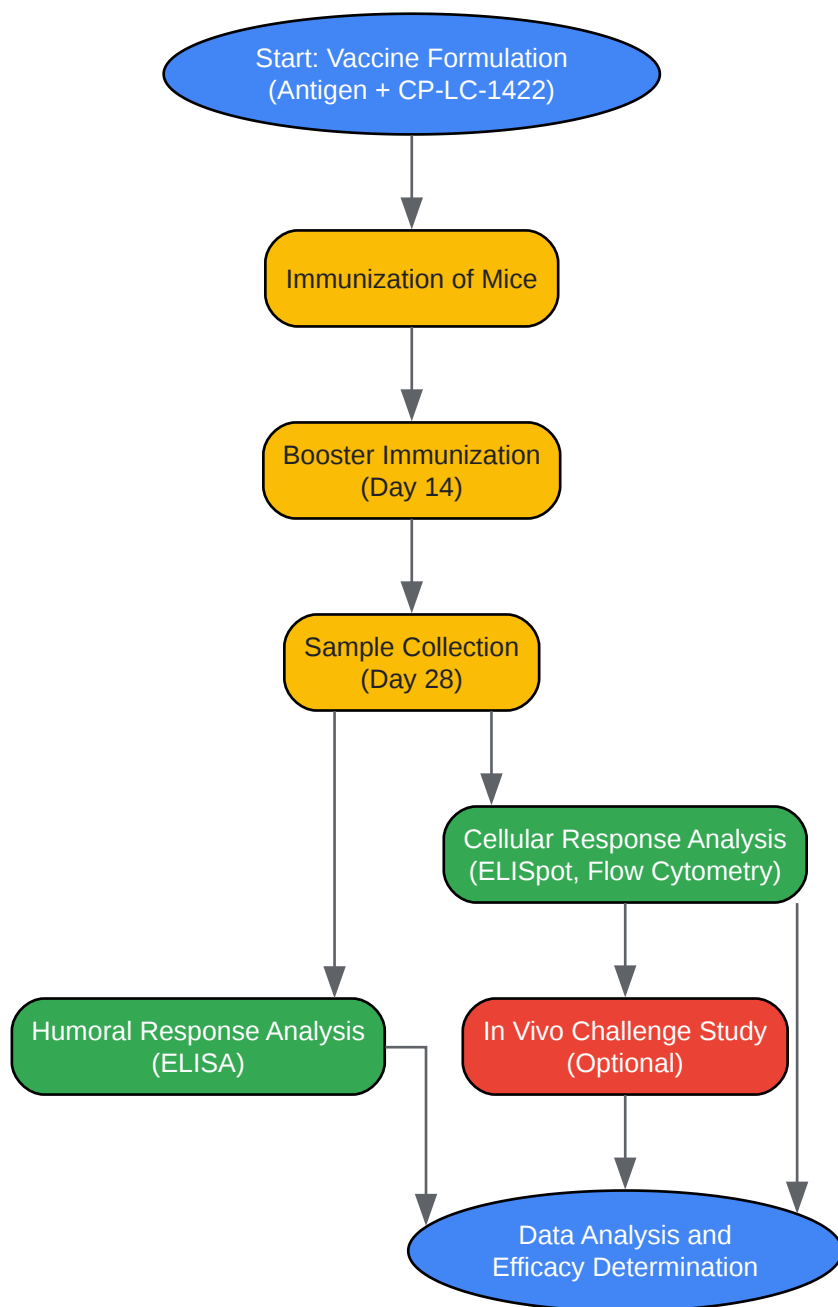 Start: Vaccine Formulation
(Antigen + CP-LC-1422)
Immunization of Mice
Booster Immunization
(Day 14)
Sample Collection
(Day 28)
Cellular Response Analysis
(ELISpot, Flow Cytometry)
Humoral Response Analysis
(ELISA)
In Vivo Challenge Study
(Optional)
Data Analysis and
Efficacy Determination